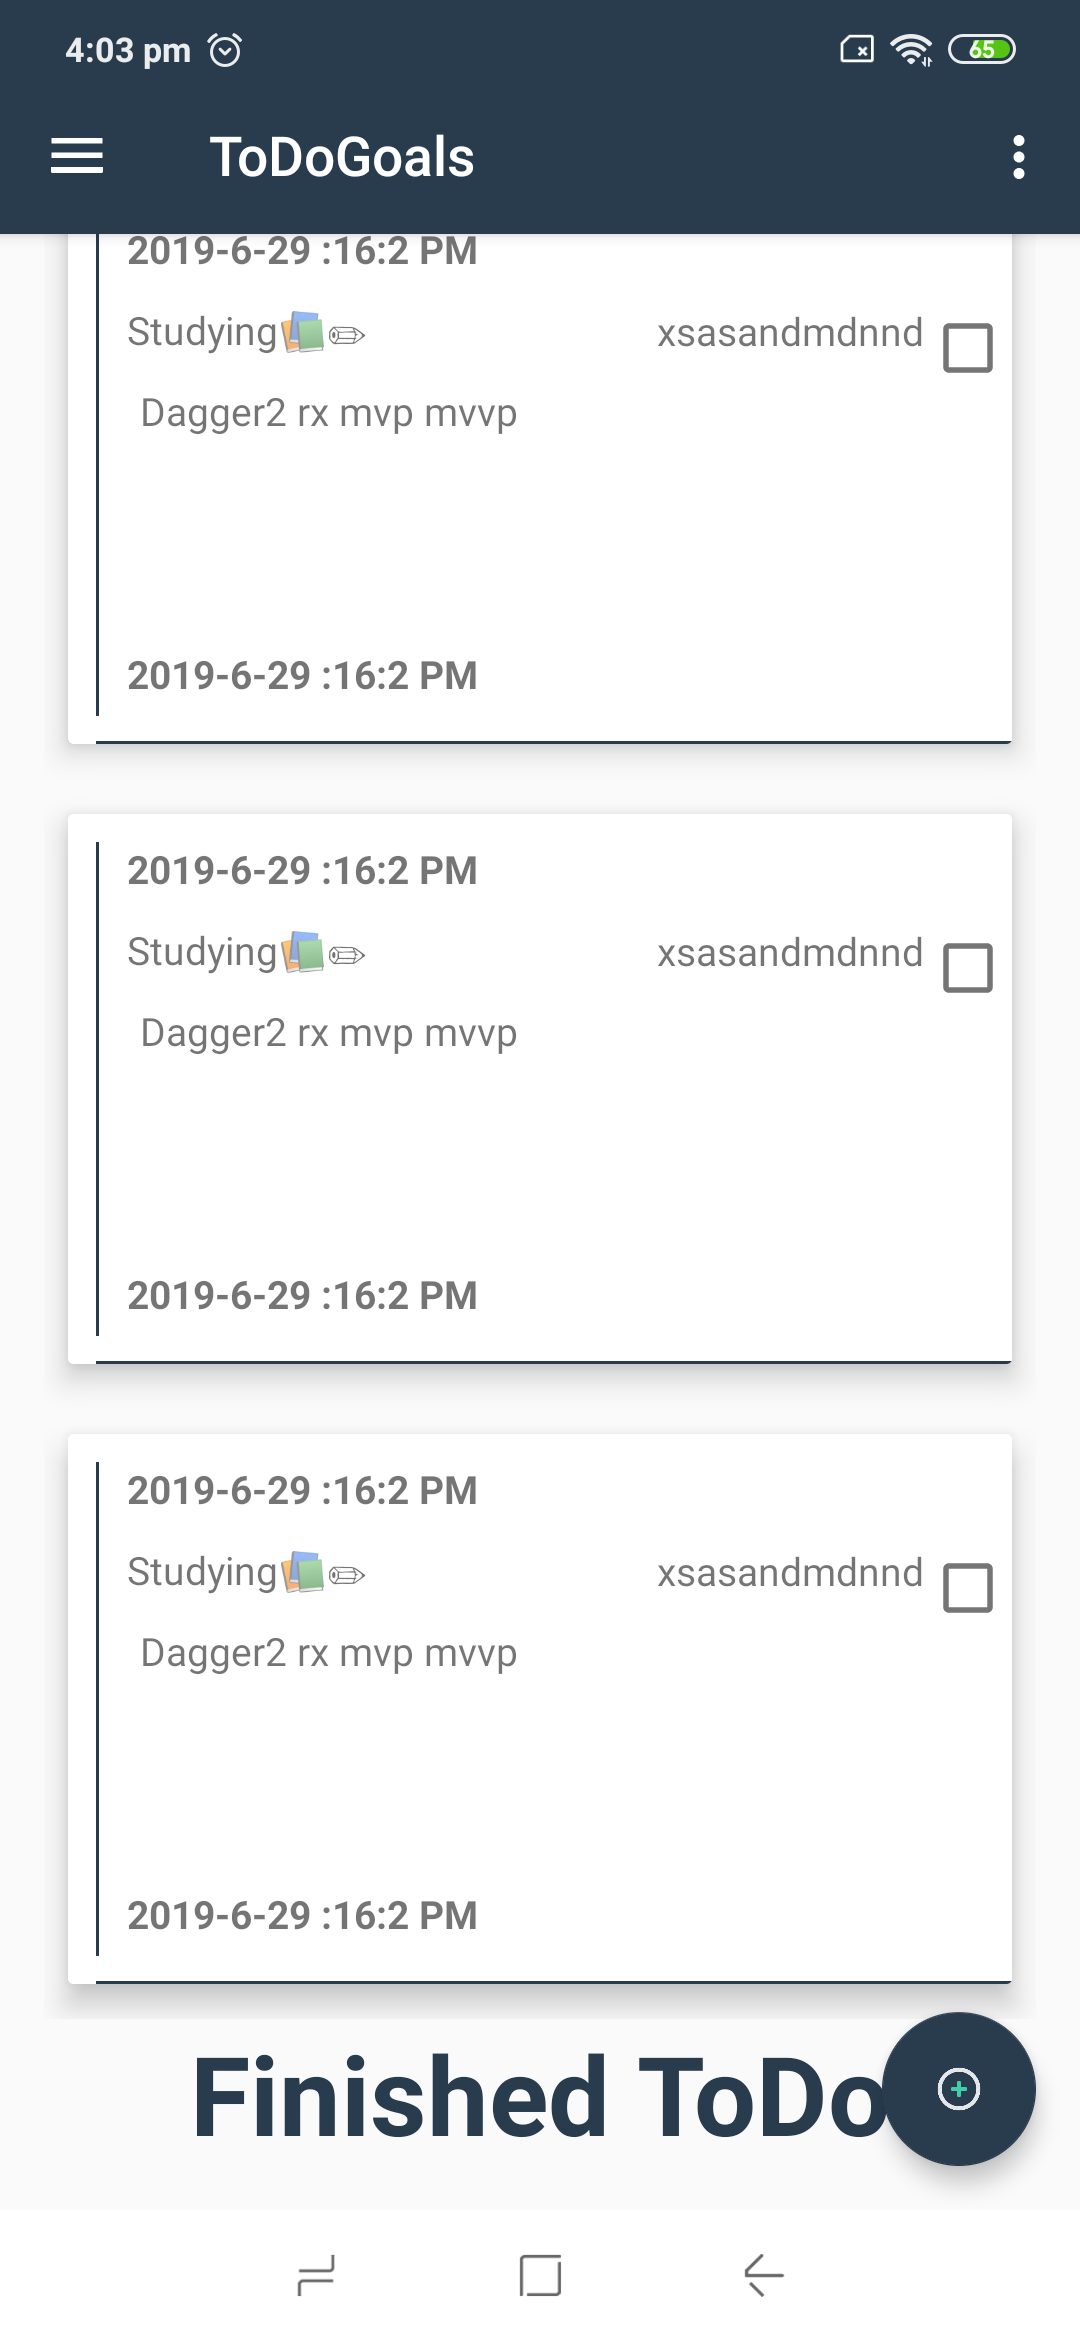 4:03 pm
65
ToDoGoals
2019-6-29 :16:2 PM
Studying📚✏ xsasandmdnnd
Dagger2 rx mvp mvvp
2019-6-29 :16:2 PM
2019-6-29 :16:2 PM
Studying📚✏ xsasandmdnnd
Dagger2 rx mvp mvvp
2019-6-29 :16:2 PM
2019-6-29 :16:2 PM
Studying📚✏ xsasandmdnnd
Dagger2 rx mvp mvvp
2019-6-29 :16:2 PM
Finished ToDo